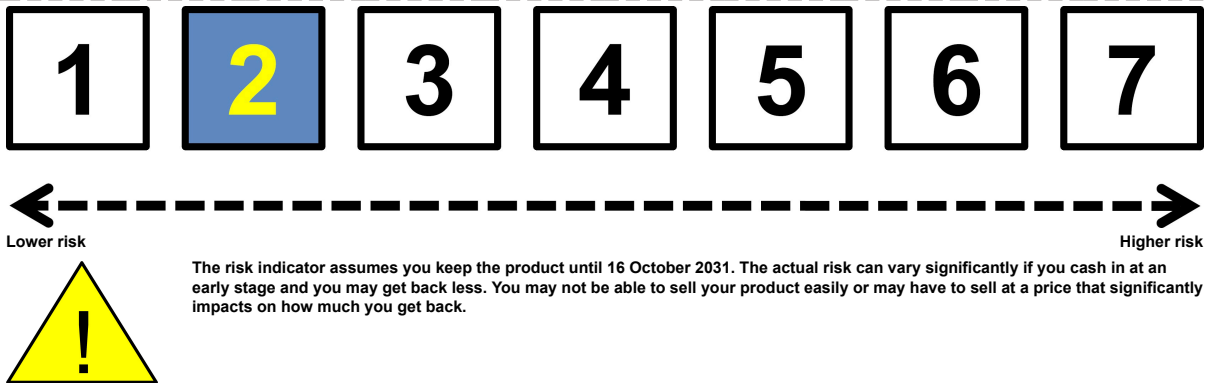 1 2 3 4 5 6 7
Lower risk Higher risk
The risk indicator assumes you keep the product until 16 October 2031. The actual risk can vary significantly if you cash in at an
early stage and you may get back less. You may not be able to sell your product easily or may have to sell at a price that significantly
impacts on how much you get back.
!